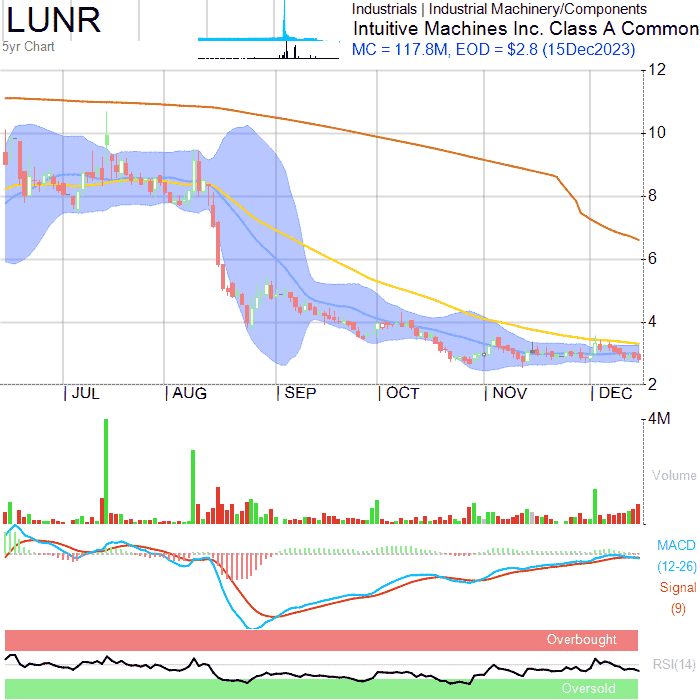 LUNR
5yr Chart
Industrials | Industrial Machinery/Components
Intuitive Machines Inc. Class A Common
MC = 117.8M, EOD = $2.8 (15Dec2023)
12
10
8
6
4
2
JUL AUG SEP OCT NOV DEC
4M
Volume
MACD
(12-26)
Signal
(9)
Overbought
RSI(14)
Oversold